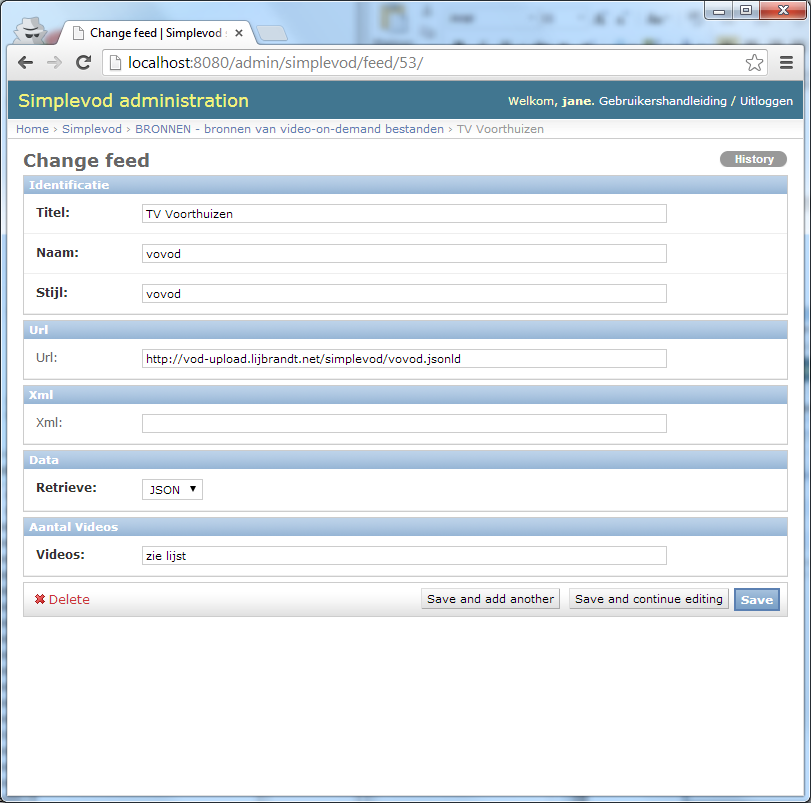 Change feed | Simplevod
localhost:8080/admin/simplevod/feed/53/
Simplevod administration
Welkom, jane. Gebruikershandleiding / Uitloggen
Home › Simplevod › BRONNEN - bronnen van video-on-demand bestanden › TV Voorthuizen
Change feed
History
Identificatie
Titel: TV Voorthuizen
Naam: vovod
Stijl: vovod
Url
Url: http://vod-upload.lijbrandt.net/simplevod/vovod.jsonld
Xml
Xml:
Data
Retrieve: JSON
Aantal Videos
Videos: zie lijst
Delete
Save and add another
Save and continue editing
Save